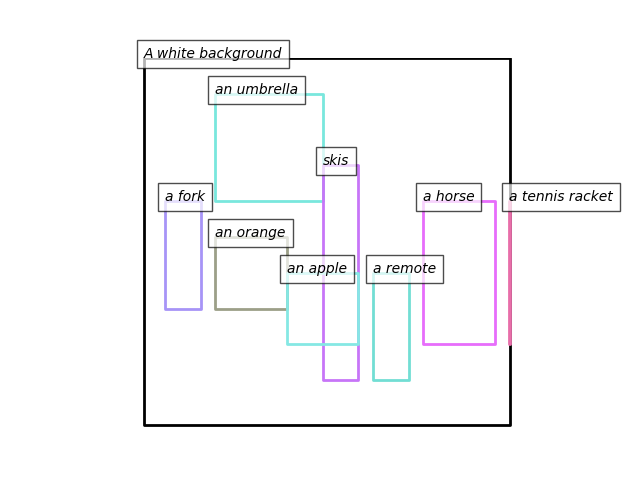 A white background
an umbrella
skis
a fork
a horse
a tennis racket
an orange
an apple
a remote